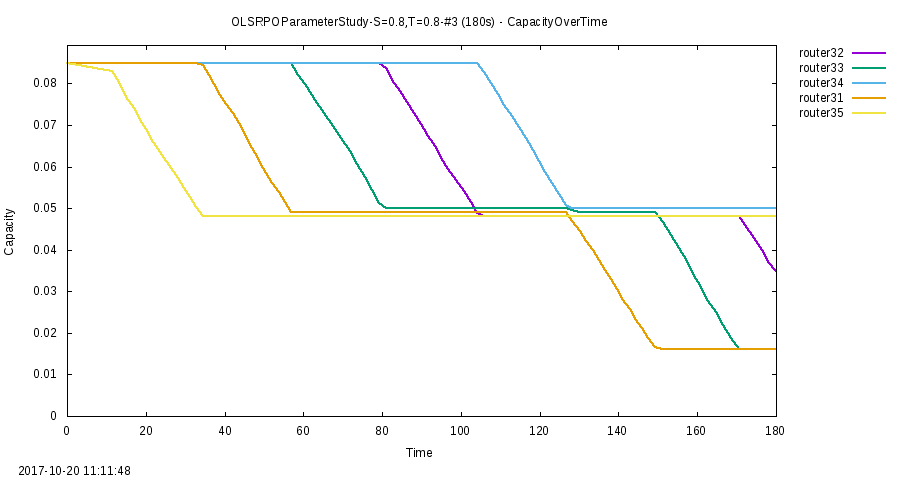 OLSRPOParameterStudy-S=0.8,T=0.8-#3 (180s) - CapacityOverTime
router32
router33
router34
router31
router35
0.08
0.07
0.06
0.05
0.04
0.03
0.02
0.01
0
Capacity
0 20 40 60 80 100 120 140 160 180
Time
2017-10-20 11:11:48